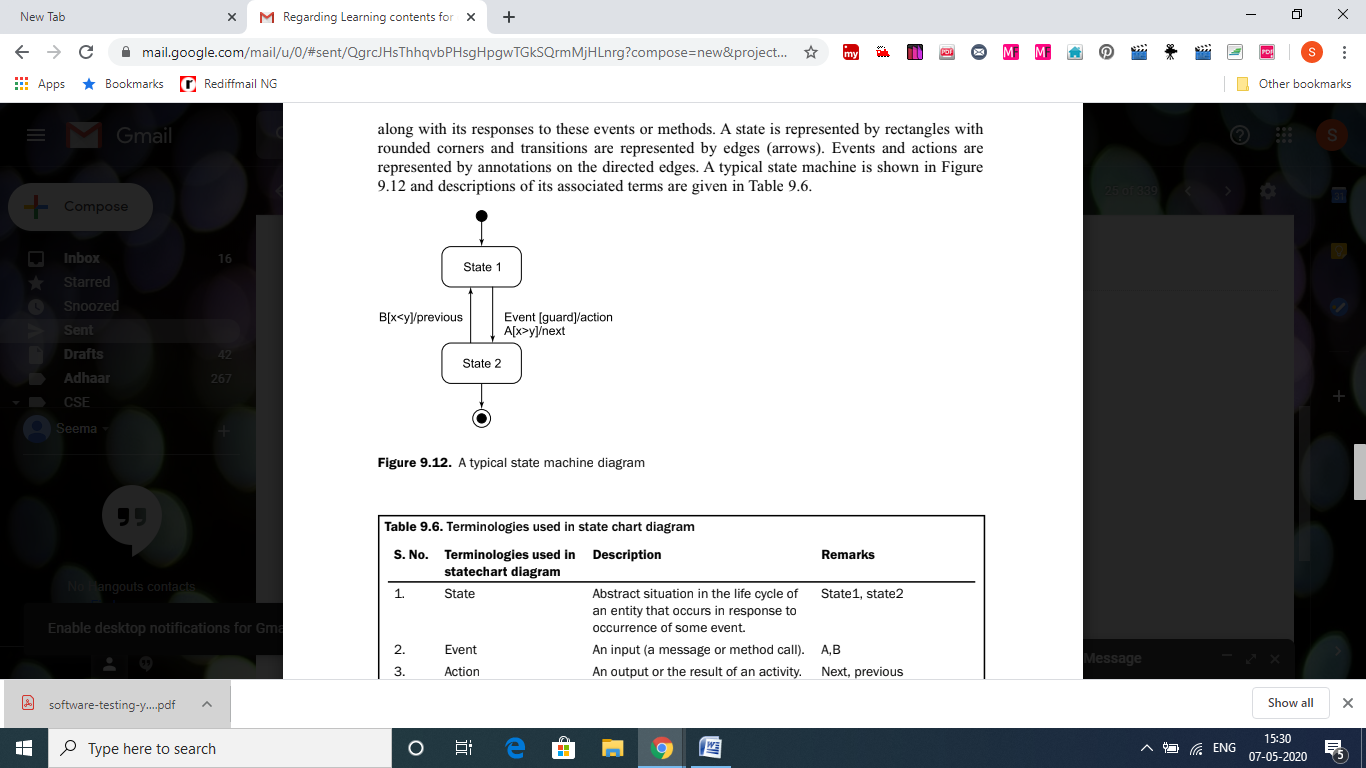 New Tab
Regarding Learning contents for
mail.google.com/mail/u/0/#sent/QgrcJHsThhqvbPHsgHpgwTGkSQrmMjHLnrg?compose=new&project...
Apps
Bookmarks
Rediffmail NG
Other bookmarks
Gmail
Compose
Inbox 16
Starred
Snoozed
Sent
Drafts 42
Adhaar 267
CSE
Seema
No Hangouts contacts
Enable desktop notifications for Gma
along with its responses to these events or methods. A state is represented by rectangles with
rounded corners and transitions are represented by edges (arrows). Events and actions are
represented by annotations on the directed edges. A typical state machine is shown in Figure
9.12 and descriptions of its associated terms are given in Table 9.6.
State 1
B[x<y]/previous
Event [guard]/action
A[x>y]/next
State 2
Figure 9.12. A typical state machine diagram
Table 9.6. Terminologies used in state chart diagram
S. No. Terminologies used in Description Remarks
statechart diagram
1. State Abstract situation in the life cycle of State1, state2
an entity that occurs in response to
occurrence of some event.
2. Event An input (a message or method call). A,B
3. Action An output or the result of an activity. Next, previous
Message
software-testing-y....pdf
Show all
Type here to search
ENG
15:30
07-05-2020
5